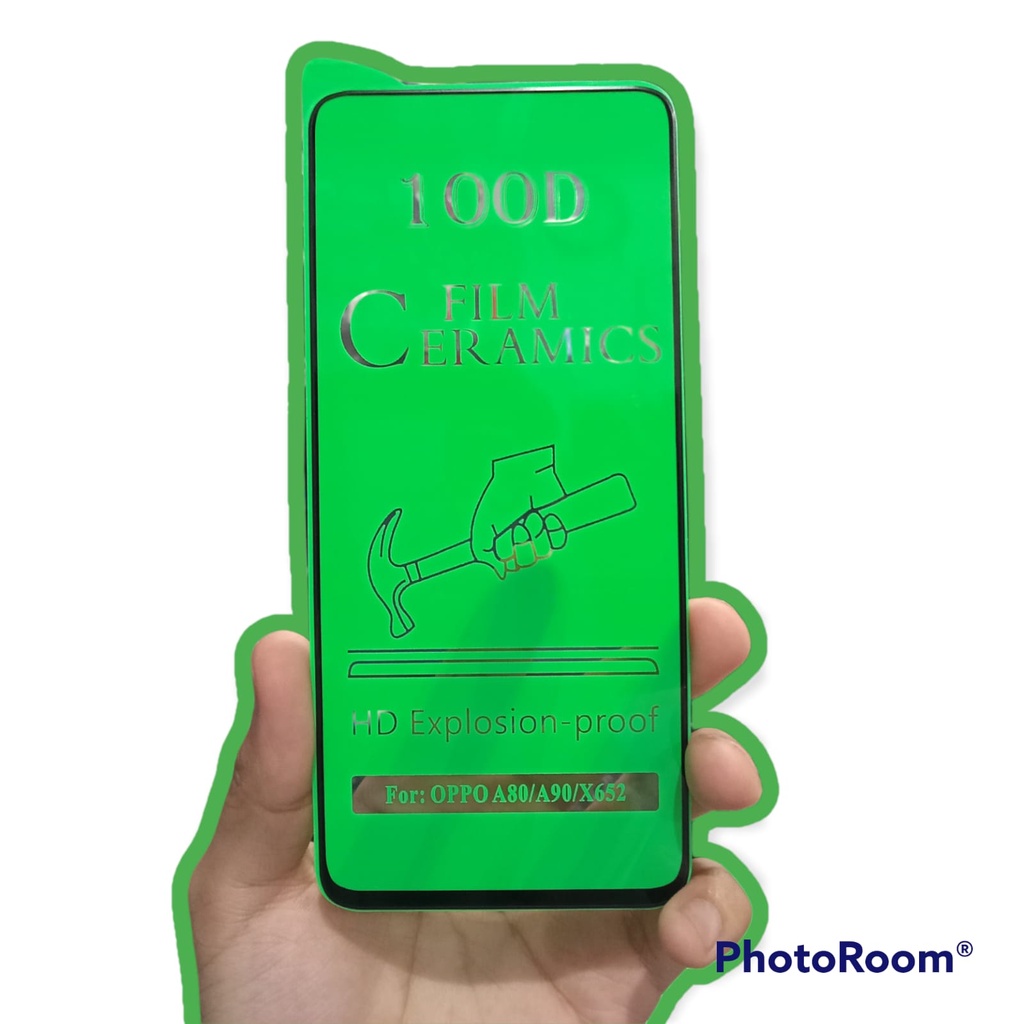 100D
FILM
CERAMICS
HD Explosion-proof
For: OPPO A80/A90/X652
PhotoRoom®